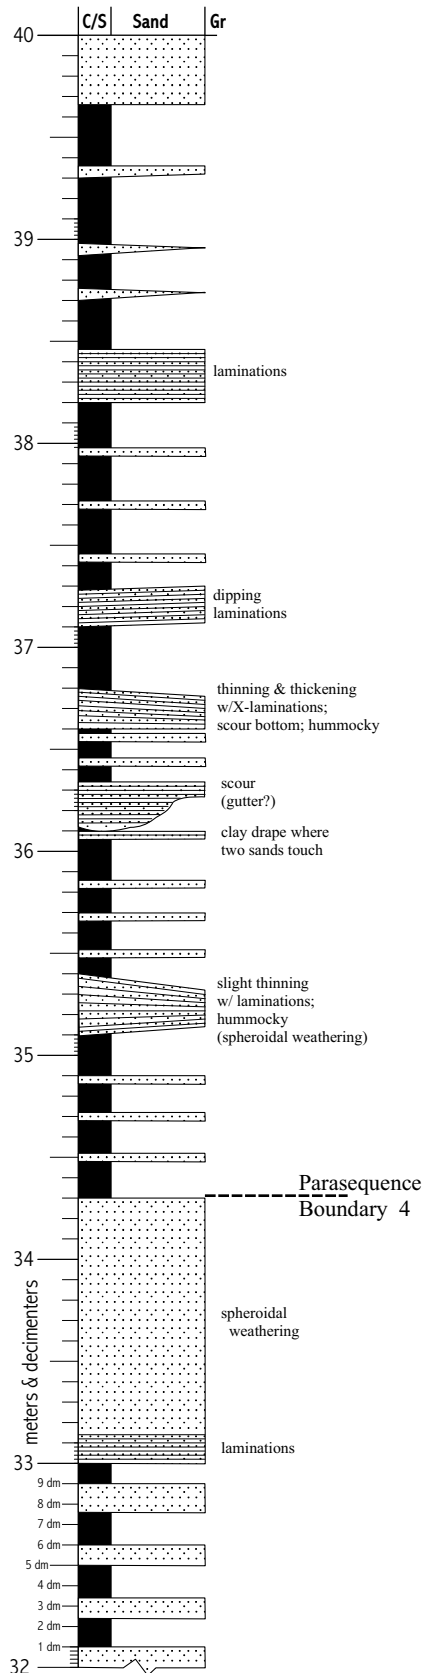 C/S Sand Gr
40
39
laminations
38
dipping
laminations
37
thinning & thickening
w/X-laminations;
scour bottom; hummocky
scour
(gutter?)
clay drape where
two sands touch
36
slight thinning
w/ laminations;
hummocky
(spheroidal weathering)
35
Parasequence
Boundary 4
34
spheroidal
weathering
meters & decimenters
laminations
33
9 dm
8 dm
7 dm
6 dm
5 dm
4 dm
3 dm
2 dm
1 dm
32